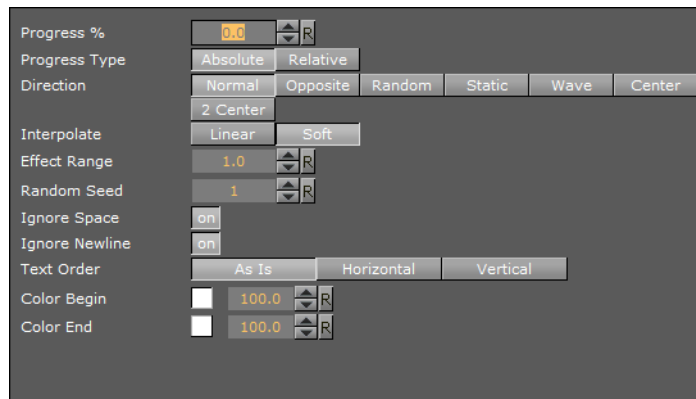 Progress % 0.0 R
Progress Type Absolute Relative
Direction Normal Opposite Random Static Wave Center
2 Center
Interpolate Linear Soft
Effect Range 1.0 R
Random Seed 1 R
Ignore Space on
Ignore Newline on
Text Order As Is Horizontal Vertical
Color Begin 100.0 R
Color End 100.0 R